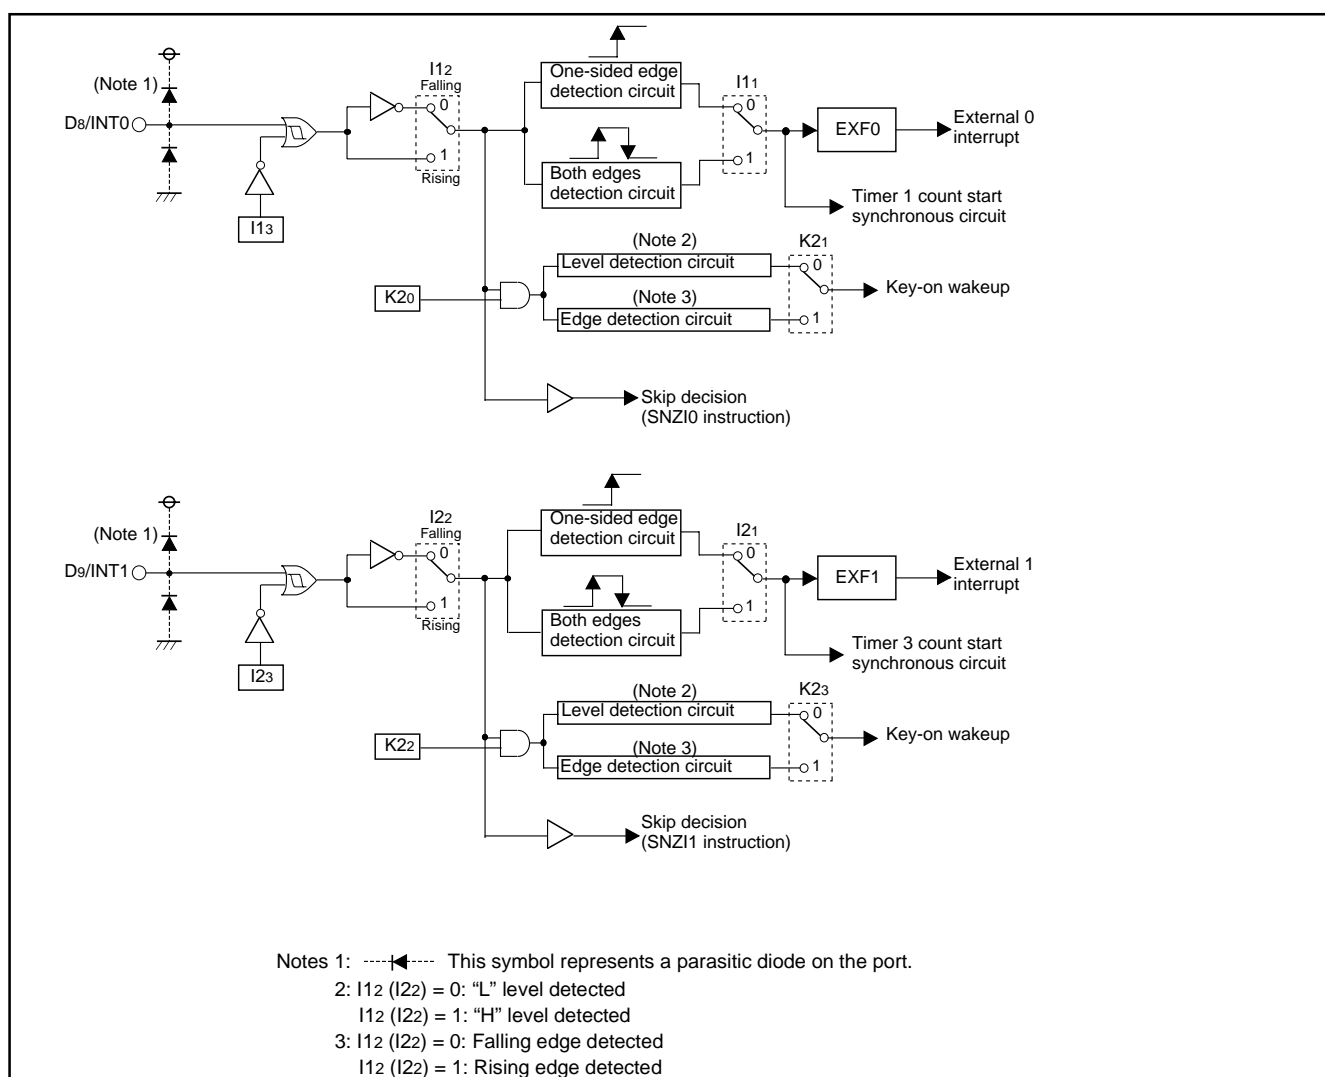 I12
Falling
0
1
Rising
(Note 1)
D8/INT0
I13
One-sided edge
detection circuit
Both edges
detection circuit
I11
0
1
EXF0
External 0
interrupt
Timer 1 count start
synchronous circuit
K20
(Note 2)
Level detection circuit
(Note 3)
Edge detection circuit
K21
0
1
Key-on wakeup
Skip decision
(SNZI0 instruction)
I22
Falling
0
1
Rising
(Note 1)
D9/INT1
I23
One-sided edge
detection circuit
Both edges
detection circuit
I21
0
1
EXF1
External 1
interrupt
Timer 3 count start
synchronous circuit
K22
(Note 2)
Level detection circuit
(Note 3)
Edge detection circuit
K23
0
1
Key-on wakeup
Skip decision
(SNZI1 instruction)
Notes 1: This symbol represents a parasitic diode on the port.
2: I12 (I22) = 0: “L” level detected
I12 (I22) = 1: “H” level detected
3: I12 (I22) = 0: Falling edge detected
I12 (I22) = 1: Rising edge detected